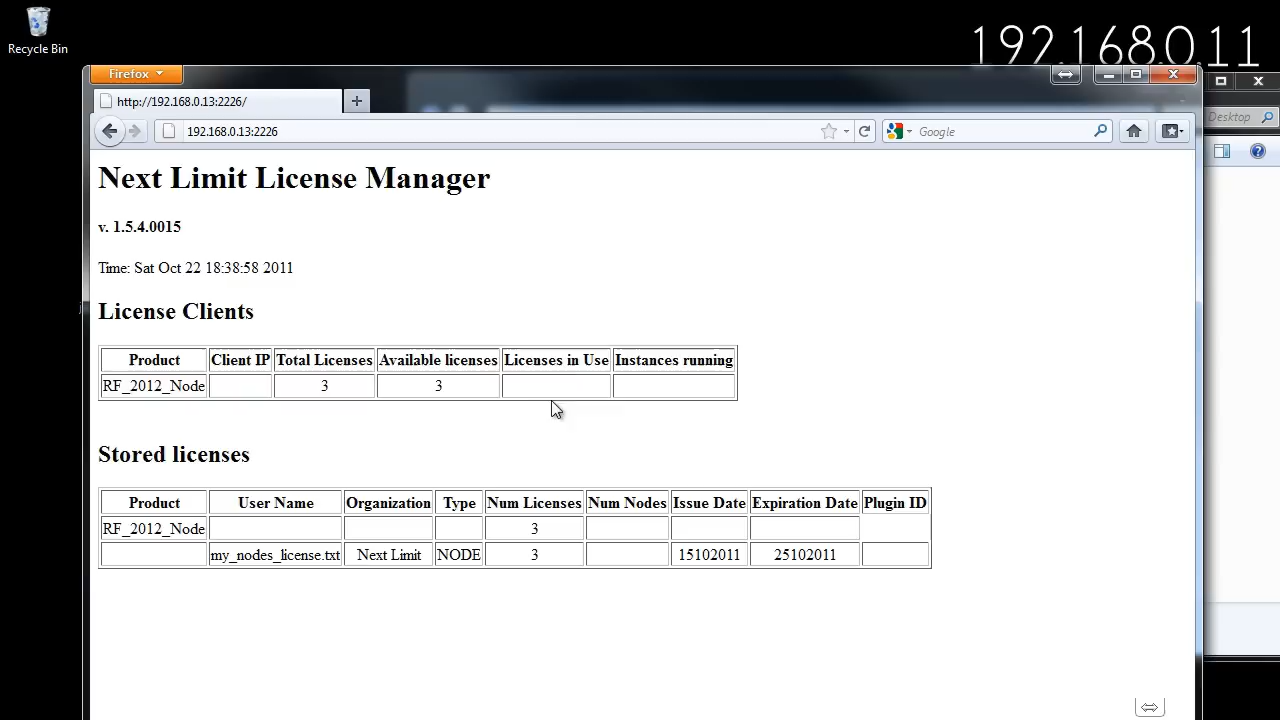 Recycle Bin
192.168.0.11
Firefox
http://192.168.0.13:2226/
Desktop
192.168.0.13:2226
Google
Next Limit License Manager
v. 1.5.4.0015
Time: Sat Oct 22 18:38:58 2011
License Clients
Product Client IP Total Licenses Available licenses Licenses in Use Instances running
RF_2012_Node 3 3
Stored licenses
Product User Name Organization Type Num Licenses Num Nodes Issue Date Expiration Date Plugin ID
RF_2012_Node 3
my_nodes_license.txt Next Limit NODE 3 15102011 25102011